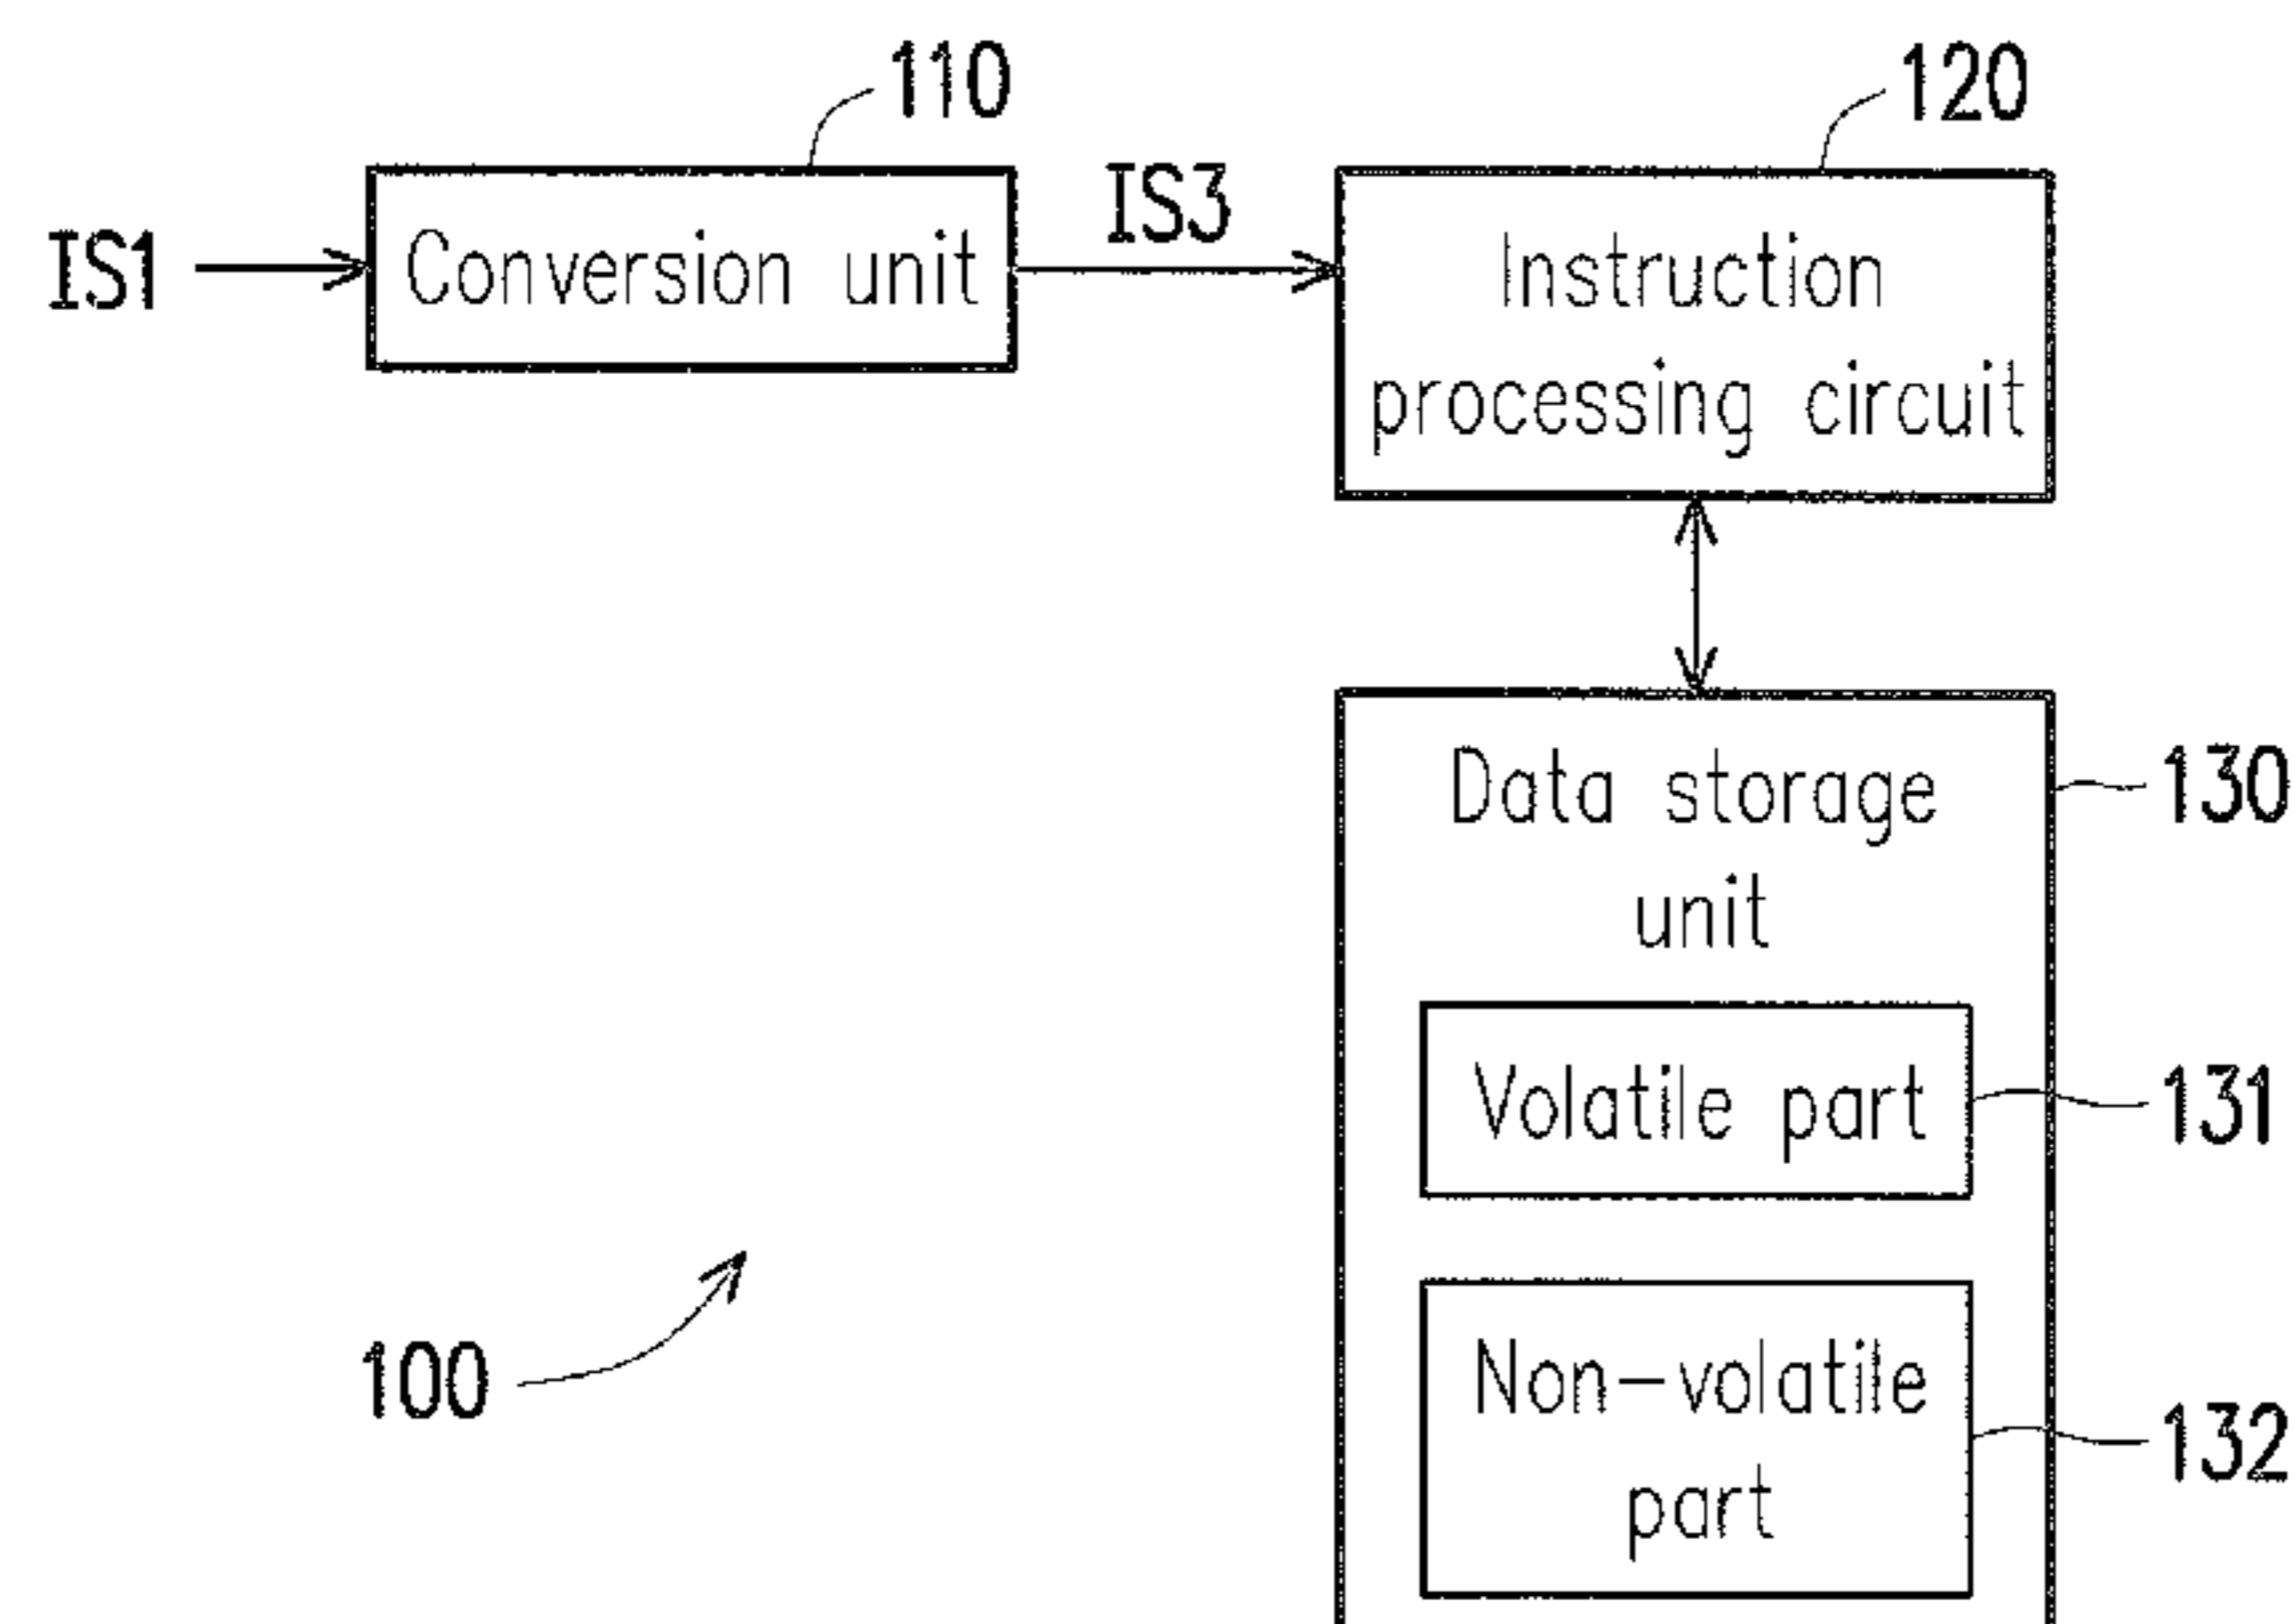 110
120
IS1
Conversion unit
IS3
Instruction
processing circuit
Data storage
unit
130
Volatile part
131
100
Non-volatile
part
132